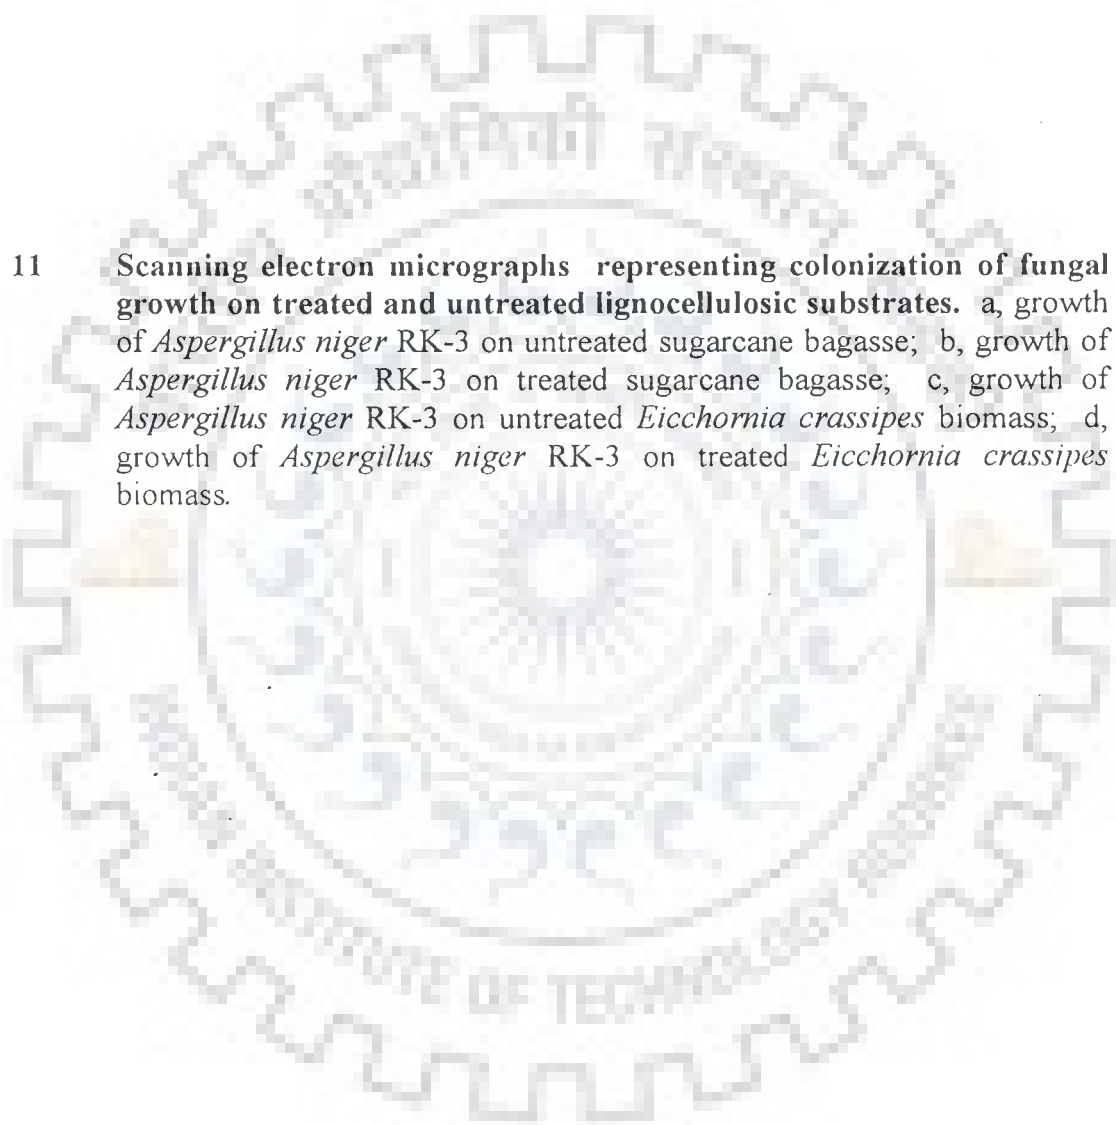 11 Scanning electron micrographs representing colonization of fungal
growth on treated and untreated lignocellulosic substrates. a, growth
of Aspergillus niger RK-3 on untreated sugarcane bagasse; b, growth of
Aspergillus niger RK-3 on treated sugarcane bagasse; c, growth of
Aspergillus niger RK-3 on untreated Eicchornia crassipes biomass; d,
growth of Aspergillus niger RK-3 on treated Eicchornia crassipes
biomass.
INSTITUTE OF TECHNOLOGY